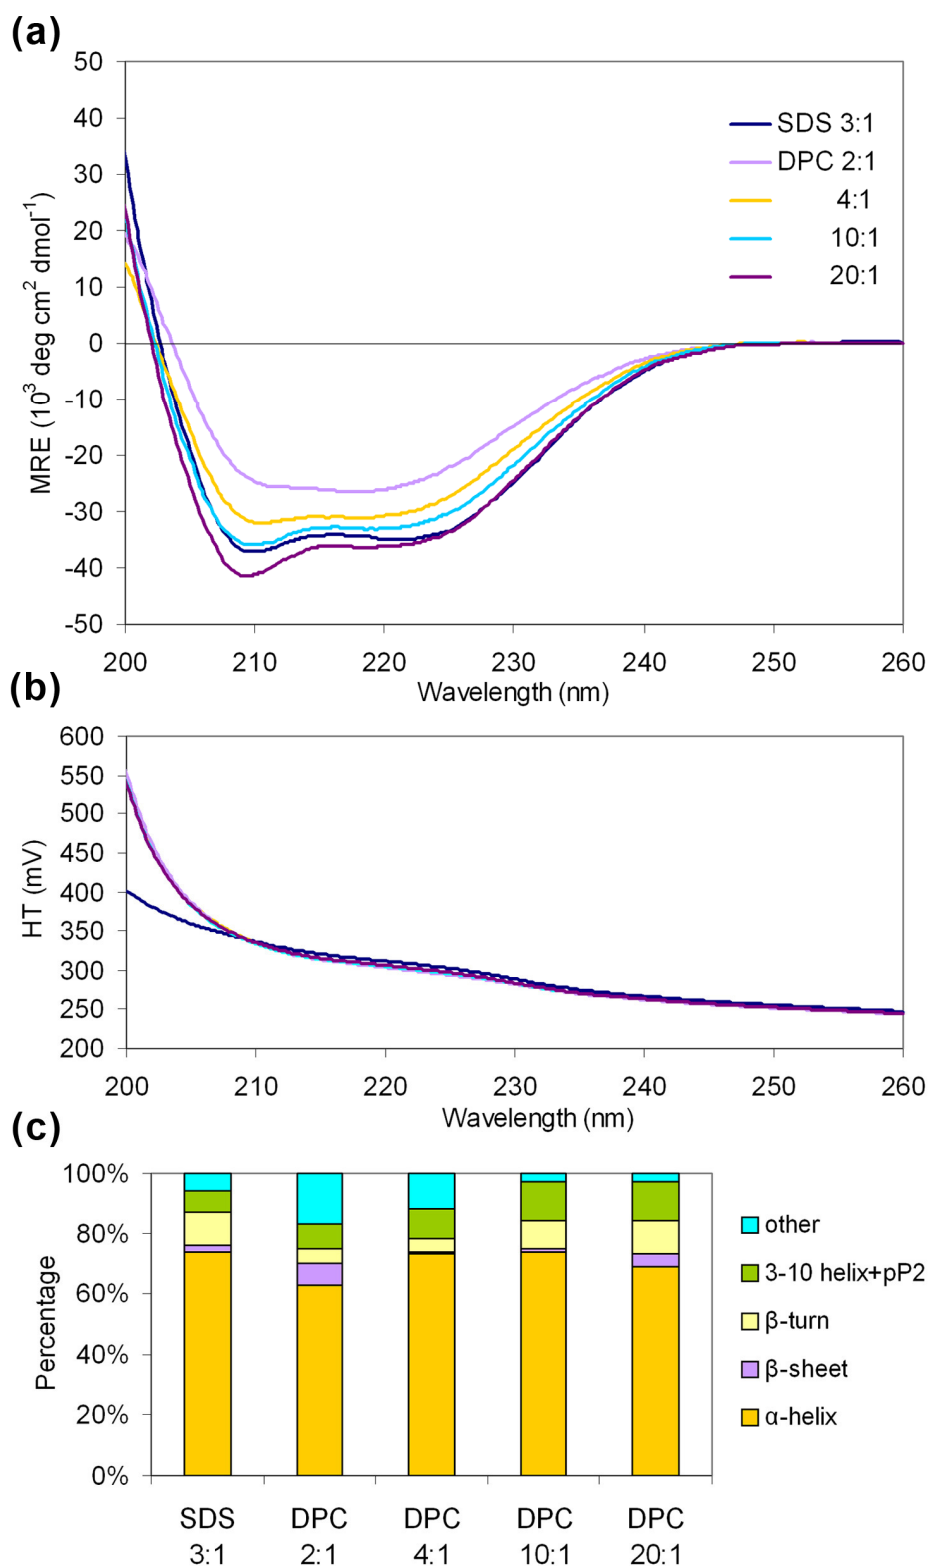 (a)
50
40
30
20
10
0
-10
-20
-30
-40
-50
MRE (10³ deg cm² dmol⁻¹)
SDS 3:1
DPC 2:1
4:1
10:1
20:1
200 210 220 230 240 250 260
Wavelength (nm)
(b)
600
550
500
450
400
350
300
250
200
HT (mV)
200 210 220 230 240 250 260
Wavelength (nm)
(c)
100%
80%
60%
40%
20%
0%
Percentage
other
3-10 helix+pP2
β-turn
β-sheet
α-helix
SDS DPC DPC DPC DPC
3:1 2:1 4:1 10:1 20:1